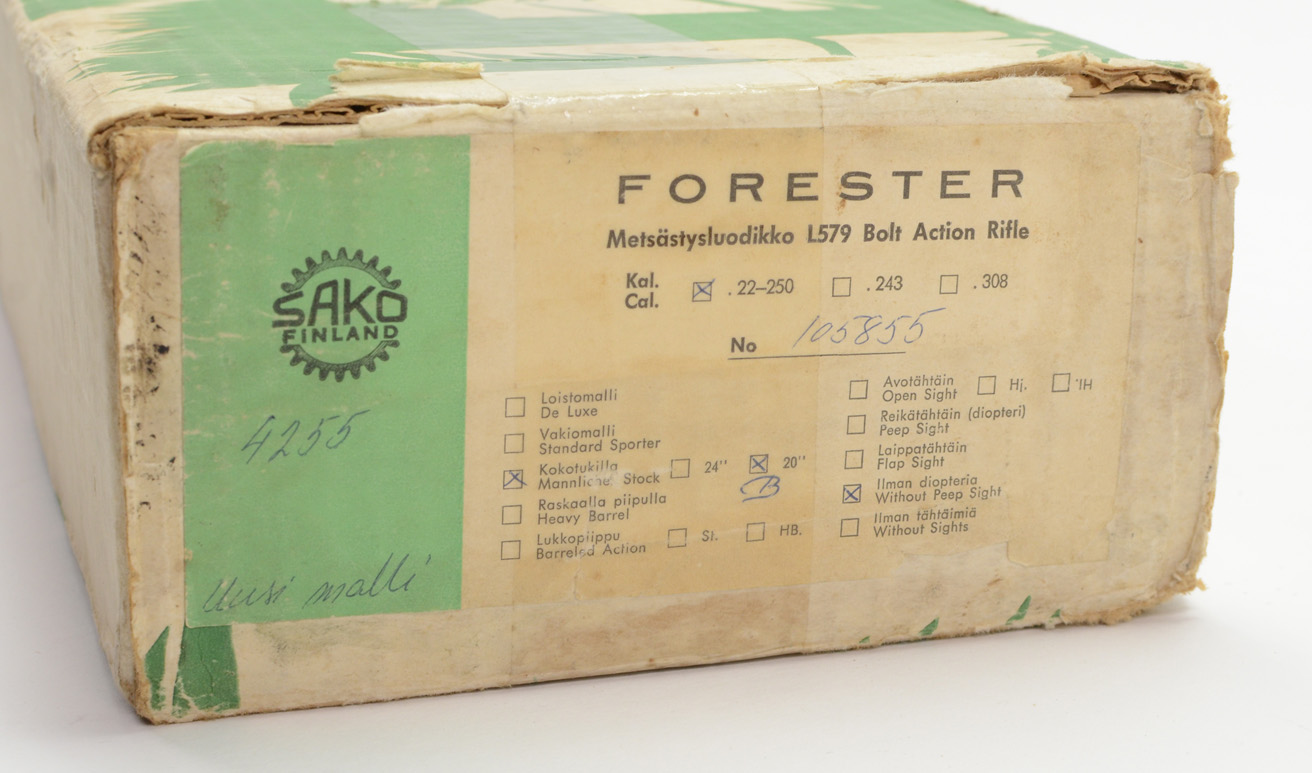 SAKO
FINLAND
4255
Uusi malli
FORESTER
Metsästysluodikko L579 Bolt Action Rifle
Kal.
Cal.
☒ .22–250 ☐ .243 ☐ .308
No 105855
☐ Loistomalli
De Luxe
☐ Vakiomalli
Standard Sporter
☒ Kokotukilla
Mannlicher Stock ☐ 24" ☒ 20"
B
☐ Raskaalla piipulla
Heavy Barrel
☐ Lukkopiippu
Barreled Action ☐ St. ☐ HB.
☐ Avotähtäin
Open Sight ☐ Hj. ☐ IH
☐ Reikätähtäin (diopteri)
Peep Sight
☐ Laippatähtäin
Flap Sight
☒ Ilman diopteria
Without Peep Sight
☐ Ilman tähtäimiä
Without Sights